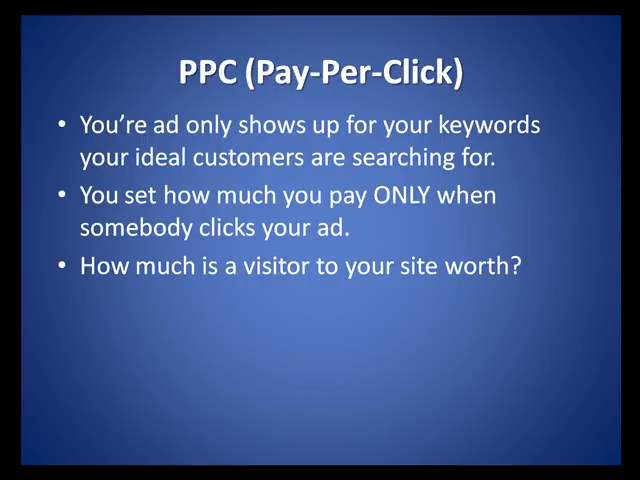 PPC (Pay-Per-Click)
• You’re ad only shows up for your keywords
your ideal customers are searching for.
• You set how much you pay ONLY when
somebody clicks your ad.
• How much is a visitor to your site worth?